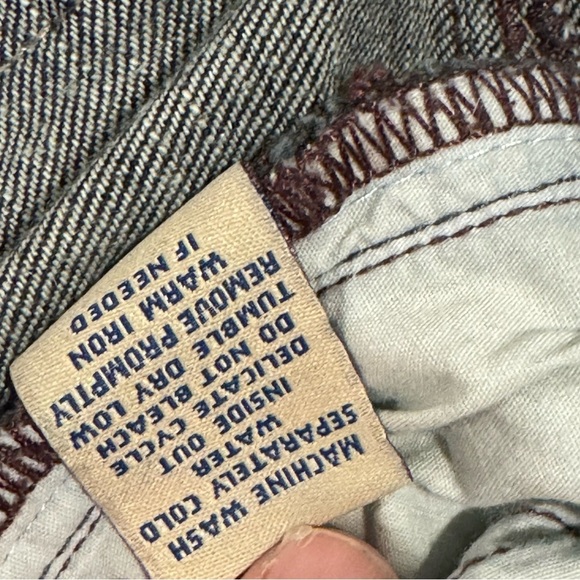 MACHINE WASH
SEPARATELY COLD
WATER
INSIDE OUT
DELICATE CYCLE
DO NOT BLEACH
TUMBLE DRY LOW
REMOVE PROMPTLY
WARM IRON
IF NEEDED